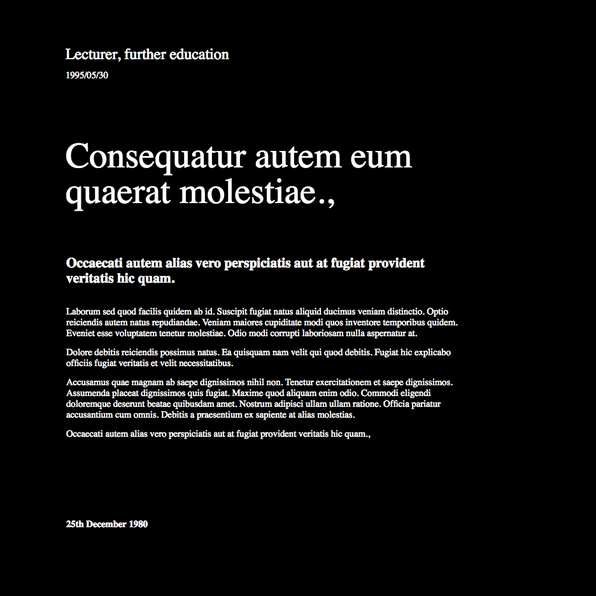 Lecturer, further education
1995/05/30
Consequatur autem eum
quaerat molestiae.,
Occaecati autem alias vero perspiciatis aut at fugiat provident
veritatis hic quam.
Laborum sed quod facilis quidem ab id. Suscipit fugiat natus aliquid ducimus veniam distinctio. Optio
reiciendis autem natus repudiandae. Veniam maiores cupiditate modi quos inventore temporibus quidem.
Eveniet esse voluptatem tenetur molestiae. Odio modi corrupti laboriosam nulla aspernatur at.
Dolore debitis reiciendis possimus natus. Ea quisquam nam velit qui quod debitis. Fugiat hic explicabo
officiis fugiat veritatis et velit necessitatibus.
Accusamus quae magnam ab saepe dignissimos nihil non. Tenetur exercitationem et saepe dignissimos.
Assumenda placeat dignissimos quis fugiat. Maxime quod aliquam enim odio. Commodi eligendi
doloremque deserunt beatae quibusdam amet. Nostrum adipisci ullam ullam ratione. Officia pariatur
accusantium cum omnis. Debitis a praesentium ex sapiente at alias molestias.
Occaecati autem alias vero perspiciatis aut at fugiat provident veritatis hic quam.,
25th December 1980